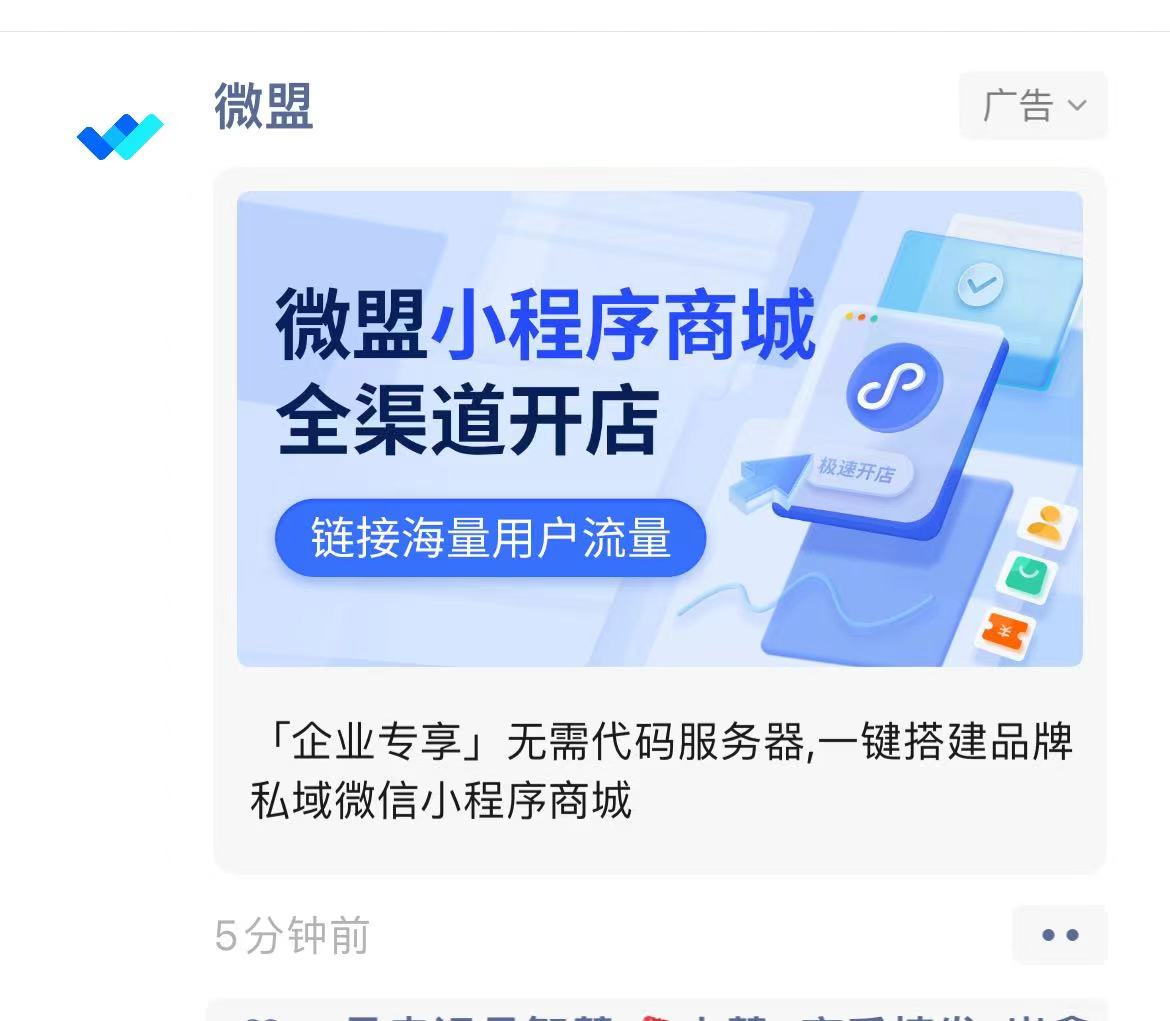 微盟
广告
微盟小程序商城
全渠道开店
极速开店
链接海量用户流量
「企业专享」无需代码服务器,一键搭建品牌
私域微信小程序商城
5分钟前